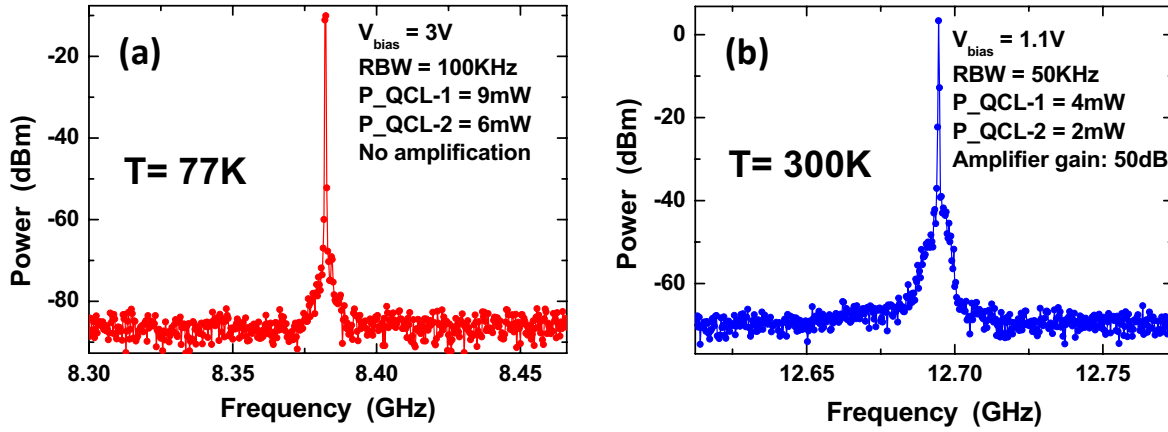 (a)
V_bias = 3V
RBW = 100KHz
P_QCL-1 = 9mW
P_QCL-2 = 6mW
No amplification
T= 77K
Power (dBm)
-20
-40
-60
-80
8.30
8.35
8.40
8.45
Frequency (GHz)
(b)
V_bias = 1.1V
RBW = 50KHz
P_QCL-1 = 4mW
P_QCL-2 = 2mW
Amplifier gain: 50dB
T= 300K
Power (dBm)
0
-20
-40
-60
12.65
12.70
12.75
Frequency (GHz)